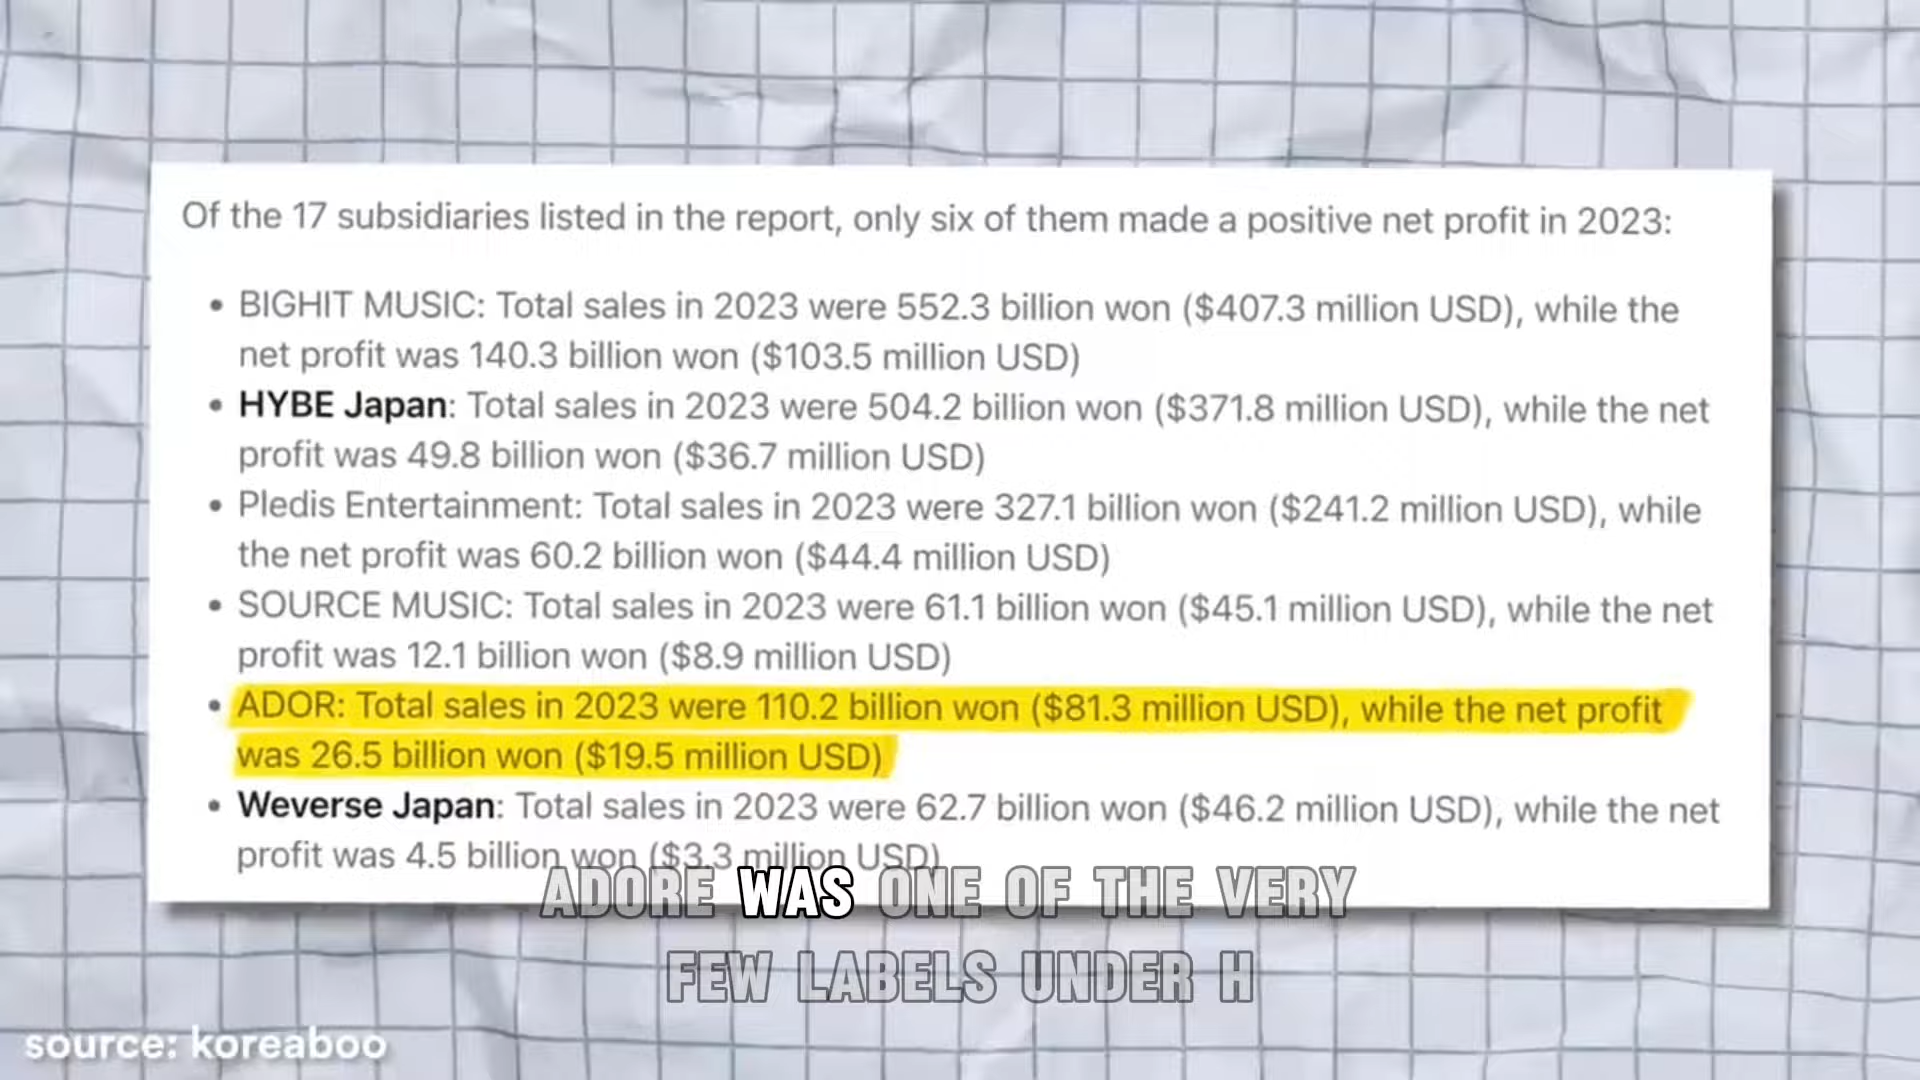 Of the 17 subsidiaries listed in the report, only six of them made a positive net profit in 2023:
• BIGHIT MUSIC: Total sales in 2023 were 552.3 billion won ($407.3 million USD), while the
net profit was 140.3 billion won ($103.5 million USD)
• HYBE Japan: Total sales in 2023 were 504.2 billion won ($371.8 million USD), while the net
profit was 49.8 billion won ($36.7 million USD)
• Pledis Entertainment: Total sales in 2023 were 327.1 billion won ($241.2 million USD), while
the net profit was 60.2 billion won ($44.4 million USD)
• SOURCE MUSIC: Total sales in 2023 were 61.1 billion won ($45.1 million USD), while the net
profit was 12.1 billion won ($8.9 million USD)
• ADOR: Total sales in 2023 were 110.2 billion won ($81.3 million USD), while the net profit
was 26.5 billion won ($19.5 million USD)
• Weverse Japan: Total sales in 2023 were 62.7 billion won ($46.2 million USD), while the net
profit was 4.5 billion won ($3.3 million USD)
ADORE WAS ONE OF THE VERY
FEW LABELS UNDER H
source: koreaboo